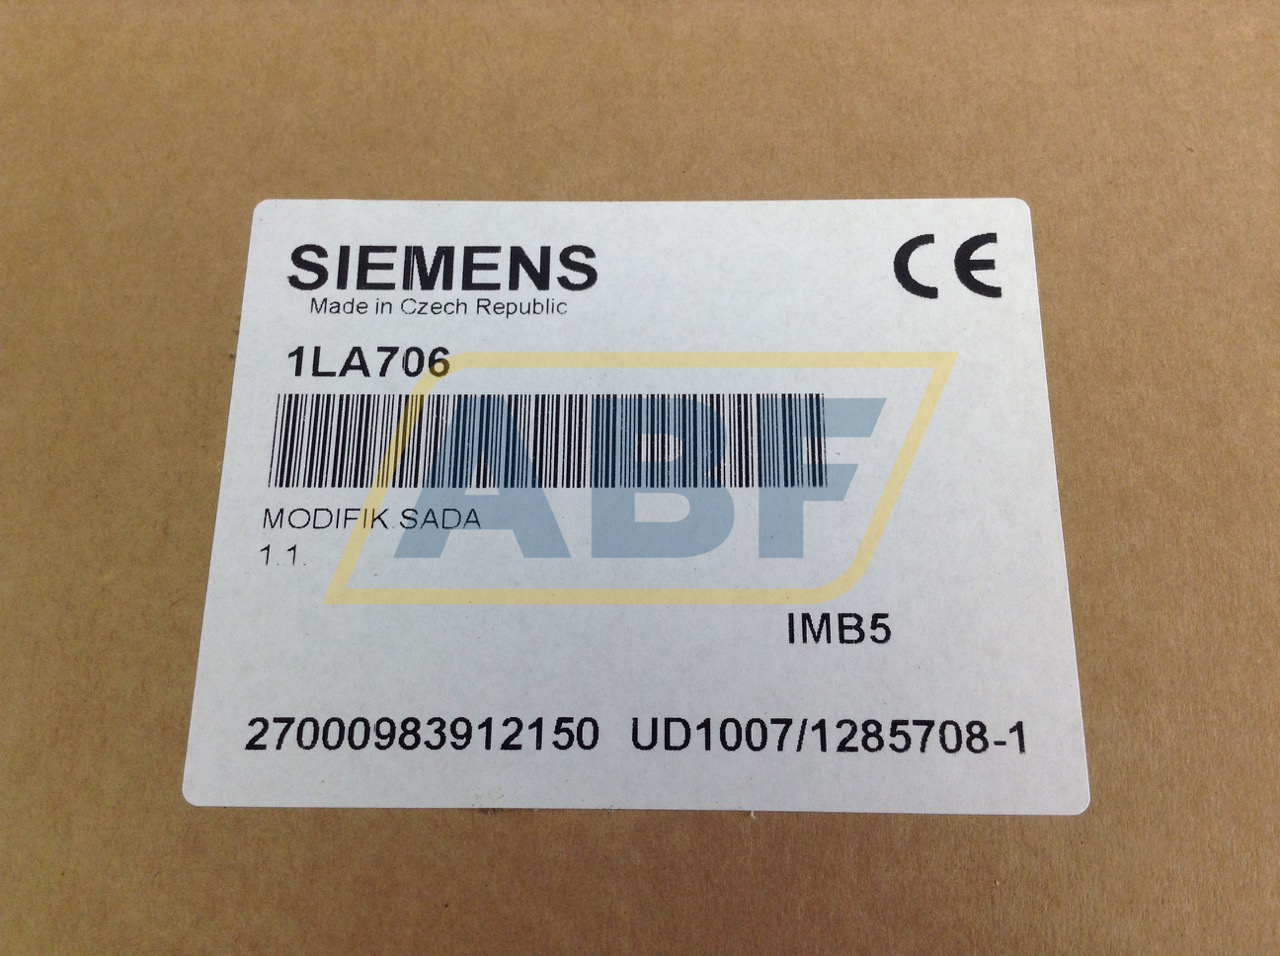 SIEMENS
CE
Made in Czech Republic
1LA706
ABF
MODIFIK.SADA
1.1.
IMB5
27000983912150 UD1007/1285708-1